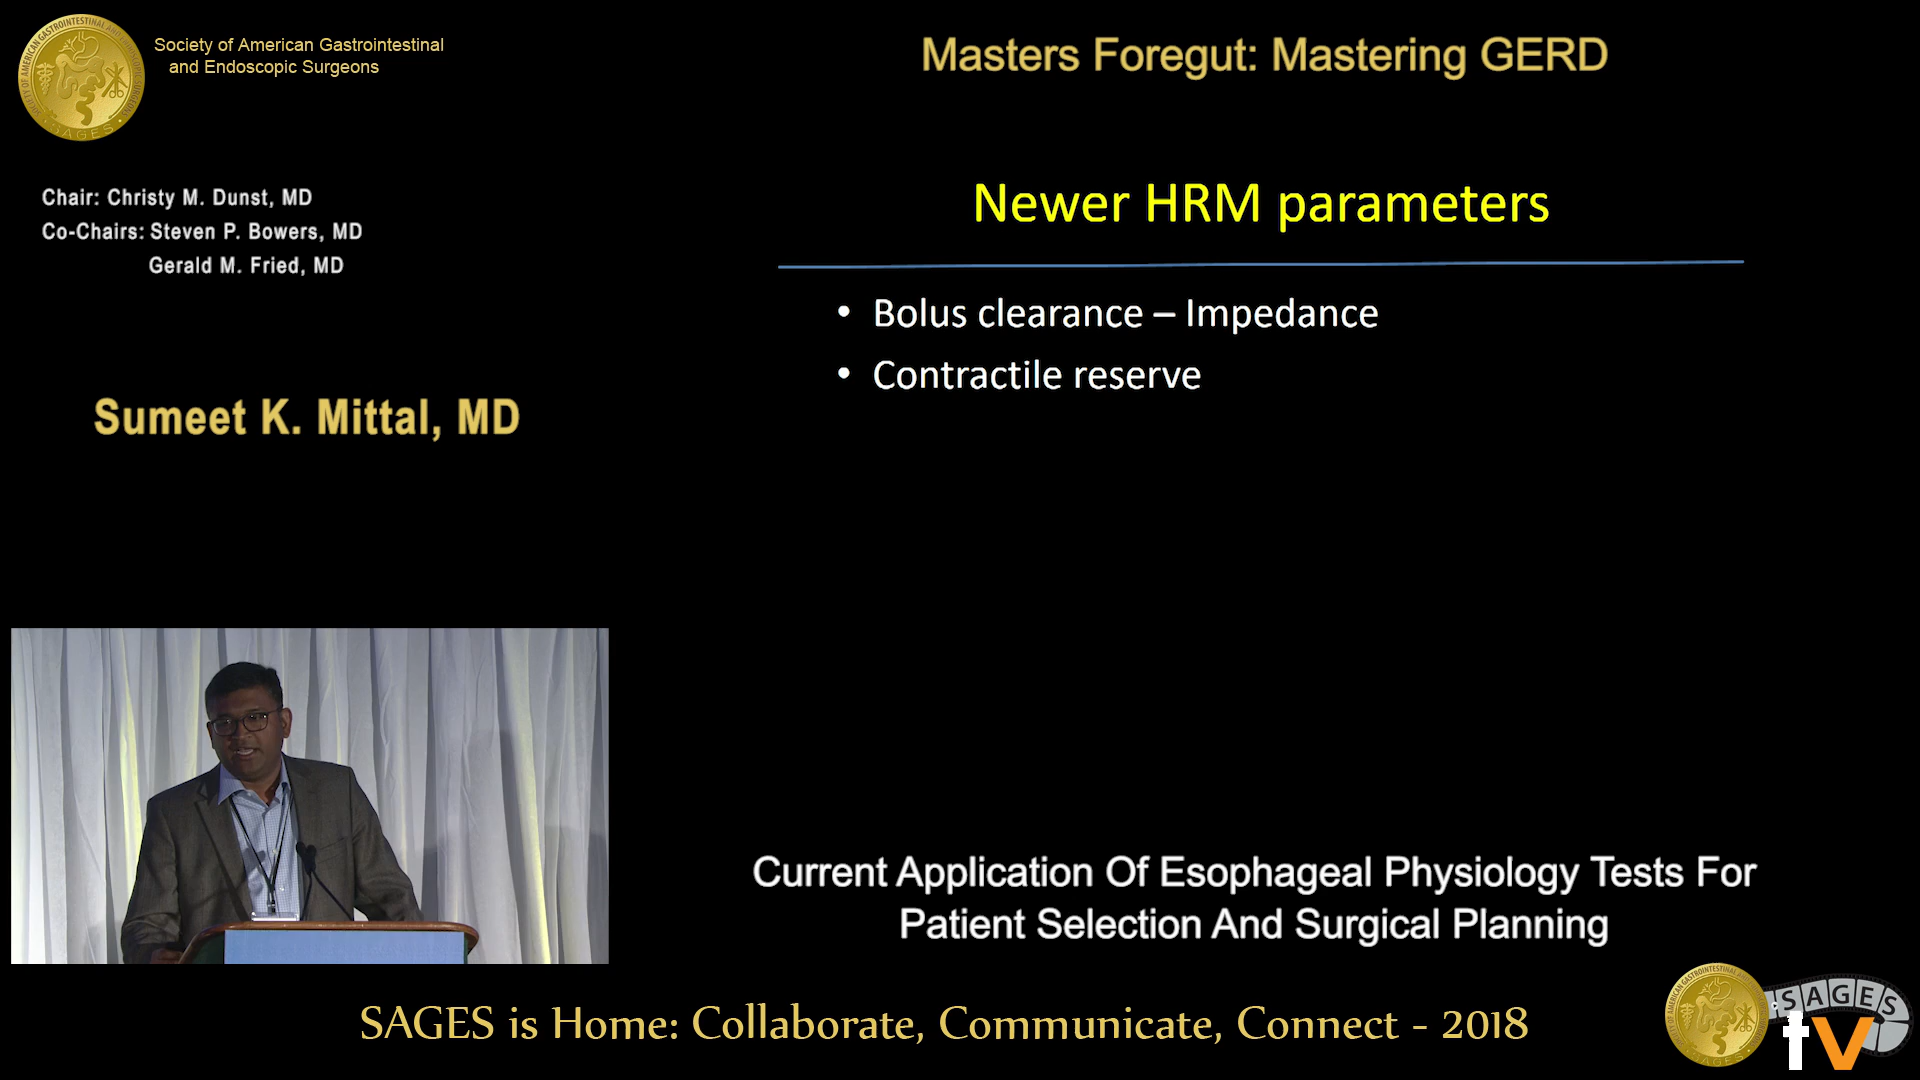 Society of American Gastrointestinal
and Endoscopic Surgeons
Masters Foregut: Mastering GERD
Chair: Christy M. Dunst, MD
Co-Chairs: Steven P. Bowers, MD
Gerald M. Fried, MD
Sumeet K. Mittal, MD
Newer HRM parameters
• Bolus clearance – Impedance
• Contractile reserve
Current Application Of Esophageal Physiology Tests For
Patient Selection And Surgical Planning
SAGES is Home: Collaborate, Communicate, Connect - 2018
SAGES
tv